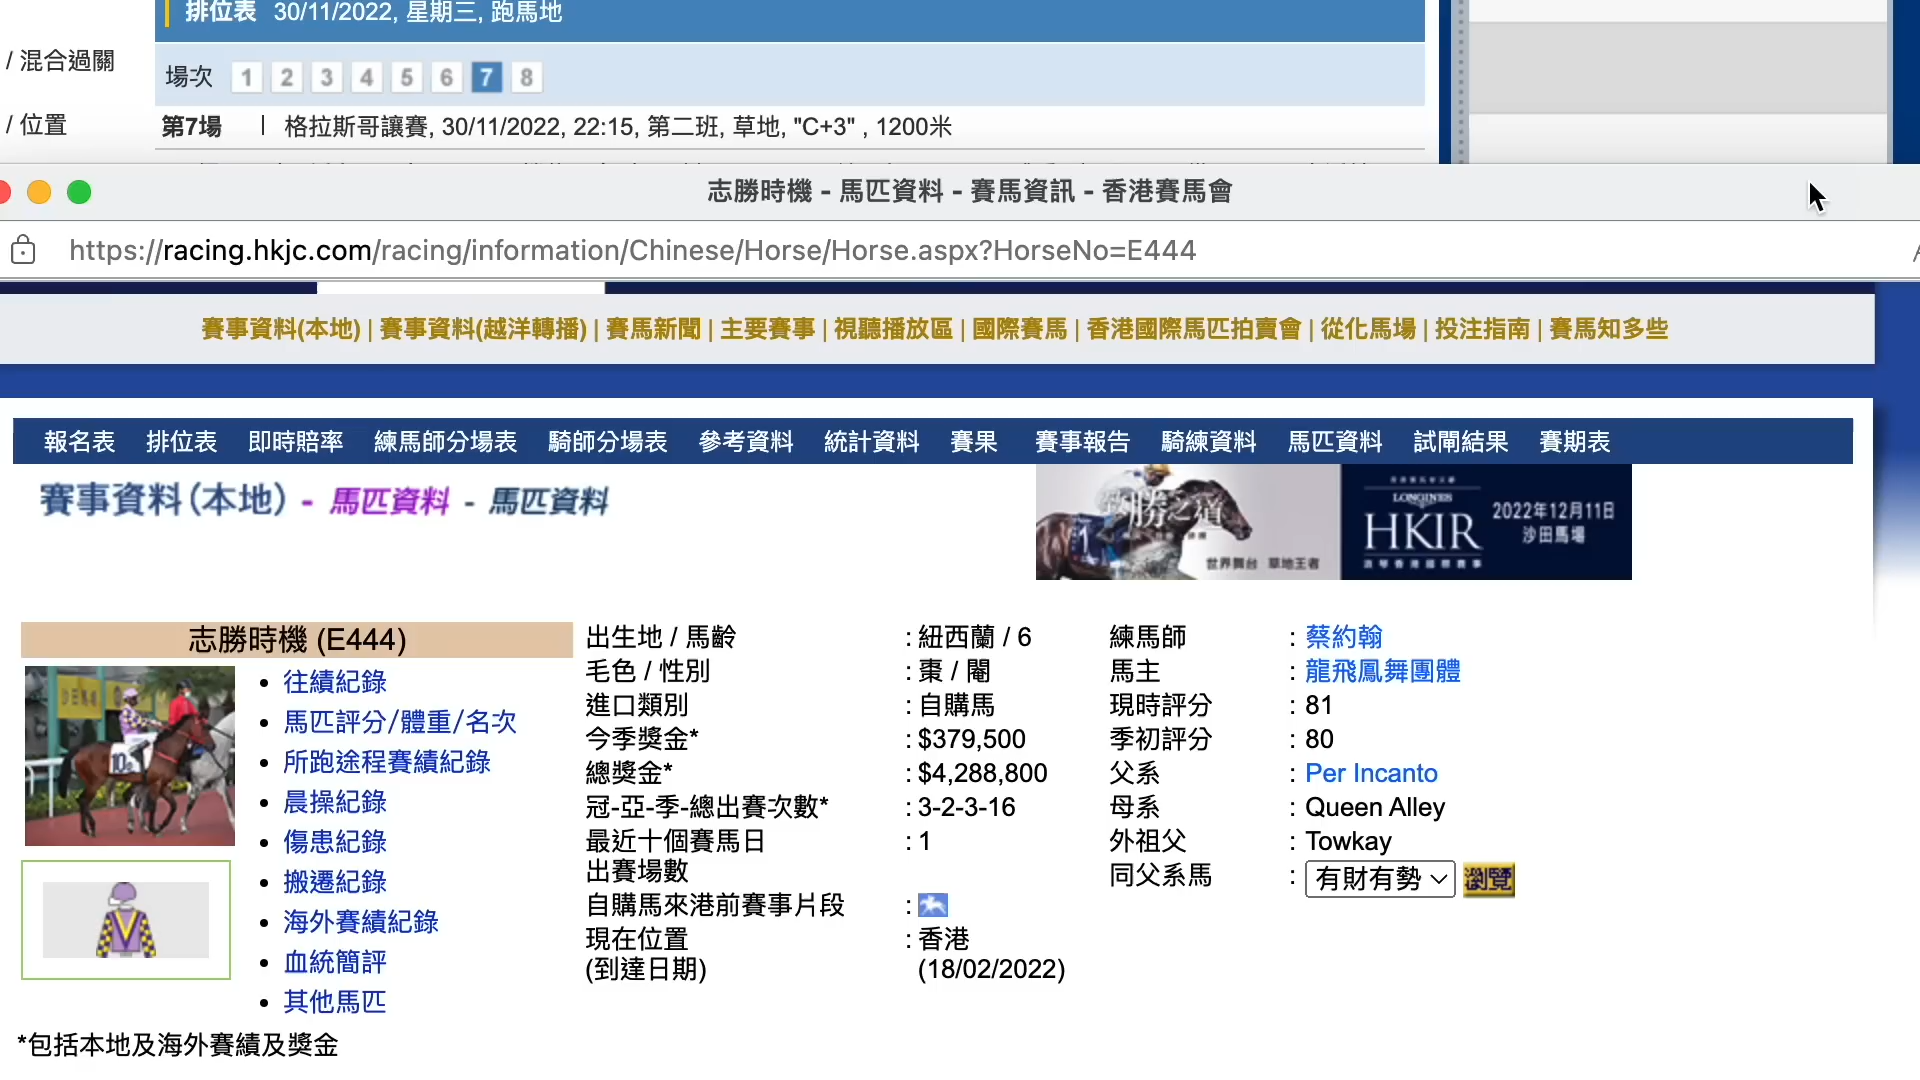 排位表 30/11/2022, 星期三, 跑馬地
/ 混合過關
場次 1 2 3 4 5 6 7 8
/ 位置
第7場 | 格拉斯哥讓賽, 30/11/2022, 22:15, 第二班, 草地, "C+3" , 1200米
志勝時機 - 馬匹資料 - 賽馬資訊 - 香港賽馬會
https://racing.hkjc.com/racing/information/Chinese/Horse/Horse.aspx?HorseNo=E444
賽事資料(本地) | 賽事資料(越洋轉播) | 賽馬新聞 | 主要賽事 | 視聽播放區 | 國際賽馬 | 香港國際馬匹拍賣會 | 從化馬場 | 投注指南 | 賽馬知多些
報名表 排位表 即時賠率 練馬師分場表 騎師分場表 參考資料 統計資料 賽果 賽事報告 騎練資料 馬匹資料 試閘結果 賽期表
賽事資料(本地) - 馬匹資料 - 馬匹資料
勝之道
世界舞台 草地王者
LONGINES
HKIR
2022年12月11日
沙田馬場
志勝時機 (E444)
沙田馬場
10
往績紀錄
馬匹評分/體重/名次
所跑途程賽績紀錄
晨操紀錄
傷患紀錄
搬遷紀錄
海外賽績紀錄
血統簡評
其他馬匹
出生地 / 馬齡 : 紐西蘭 / 6
毛色 / 性別 : 棗 / 閹
進口類別 : 自購馬
今季獎金* : $379,500
總獎金* : $4,288,800
冠-亞-季-總出賽次數* : 3-2-3-16
最近十個賽馬日 : 1
出賽場數
自購馬來港前賽事片段 :
現在位置 : 香港
(到達日期) (18/02/2022)
練馬師 : 蔡約翰
馬主 : 龍飛鳳舞團體
現時評分 : 81
季初評分 : 80
父系 : Per Incanto
母系 : Queen Alley
外祖父 : Towkay
同父系馬 : 有財有勢 瀏覽
*包括本地及海外賽績及獎金